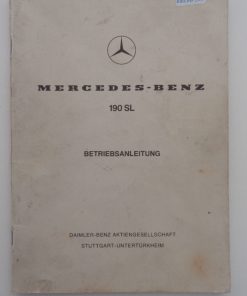 MERCEDES-BENZ
190 SL
BETRIEBSANLEITUNG
DAIMLER-BENZ AKTIENGESELLSCHAFT
STUTTGART-UNTERTÜRKHEIM